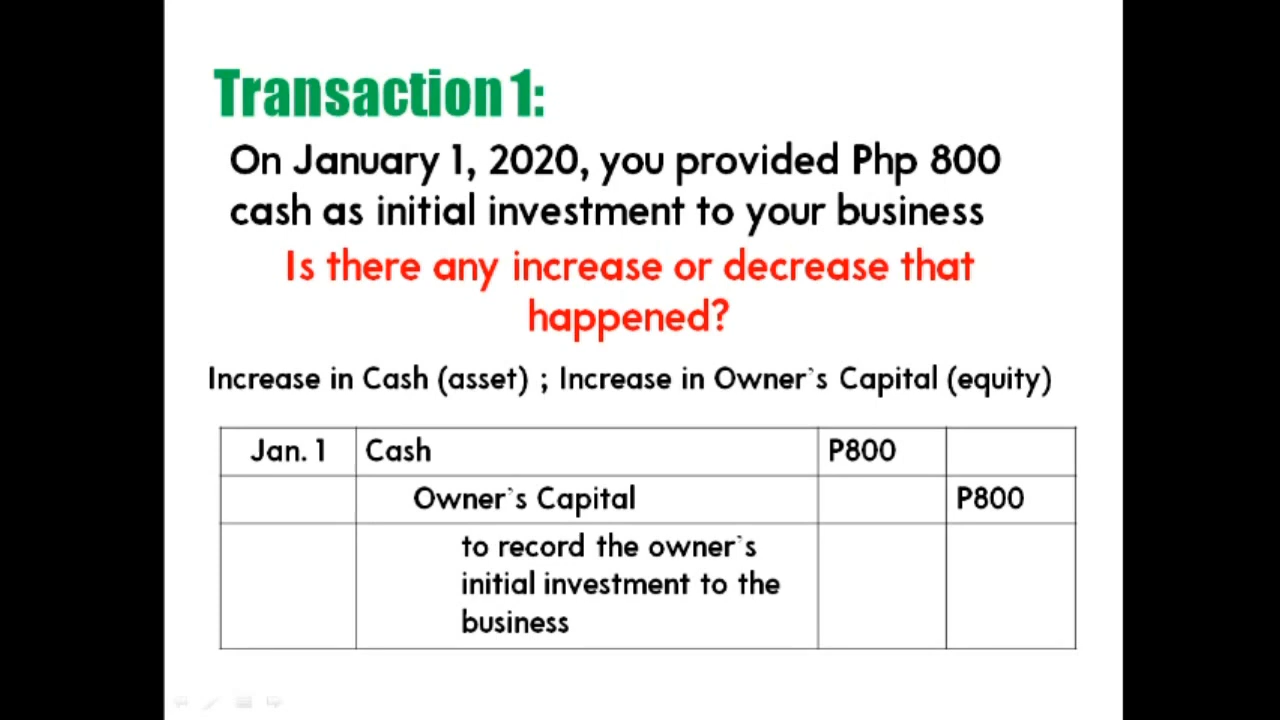 Transaction 1:
On January 1, 2020, you provided Php 800
cash as initial investment to your business
Is there any increase or decrease that
happened?
Increase in Cash (asset) ; Increase in Owner`s Capital (equity)
Jan. 1 Cash P800
Owner`s Capital P800
to record the owner`s
initial investment to the
business